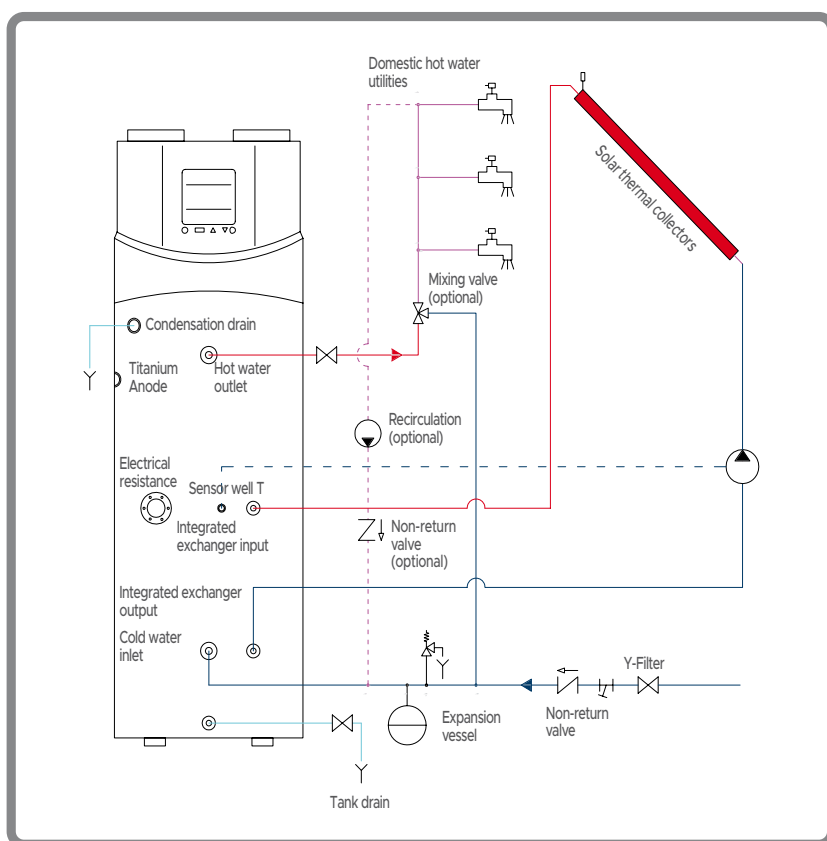 Domestic hot water
utilities
Solar thermal collectors
Mixing valve
(optional)
Condensation drain
Titanium
Anode
Hot water
outlet
Recirculation
(optional)
Electrical
resistance
Sensor well T
Integrated
exchanger input
Non-return
valve
(optional)
Integrated exchanger
output
Cold water
inlet
Y-Filter
Expansion
vessel
Non-return
valve
Tank drain